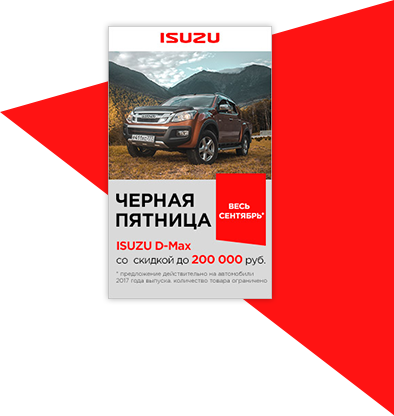 ISUZU
ЧЕРНАЯ
ПЯТНИЦА
ВЕСЬ
СЕНТЯБРЬ*
ISUZU D-Max
со скидкой до 200 000 руб.
* предложение действительно на автомобили
2017 года выпуска, количество товара ограничено